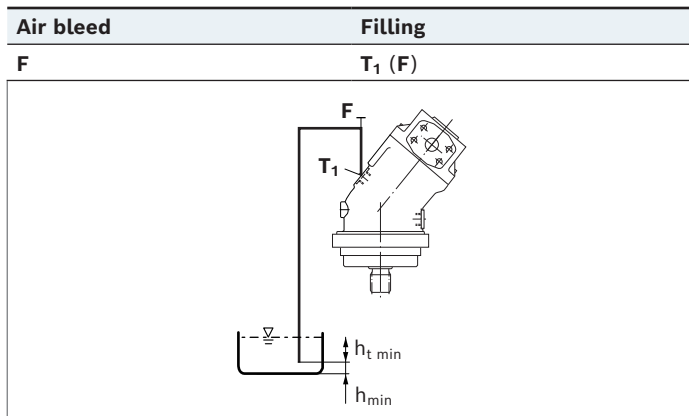 Air bleed Filling
F T₁ (F)
F
T₁
hₜ ₘᵢₙ
hₘᵢₙ